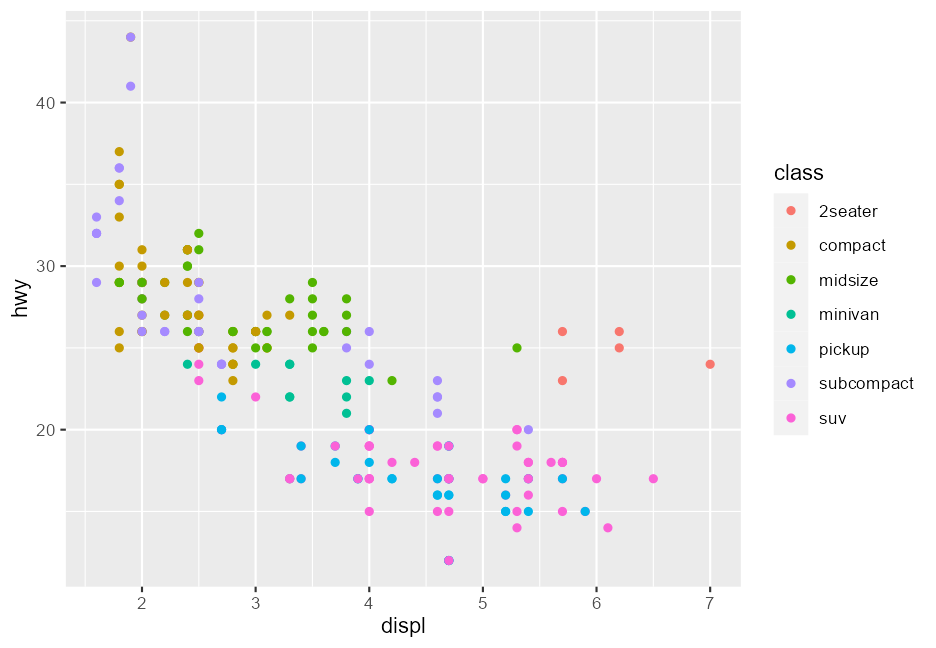 40
30
20
hwy
2
3
4
5
6
7
displ
class
2seater
compact
midsize
minivan
pickup
subcompact
suv